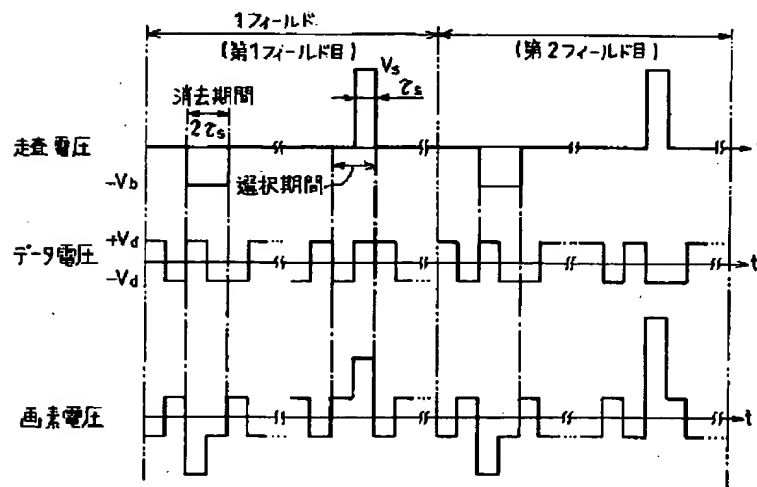 1フィールド
(第1フィールド目)
(第2フィールド目)
Vs
τs
消去期間
2τs
走査電圧
-Vb
選択期間
データ電圧
+Vd
-Vd
t
画素電圧
t